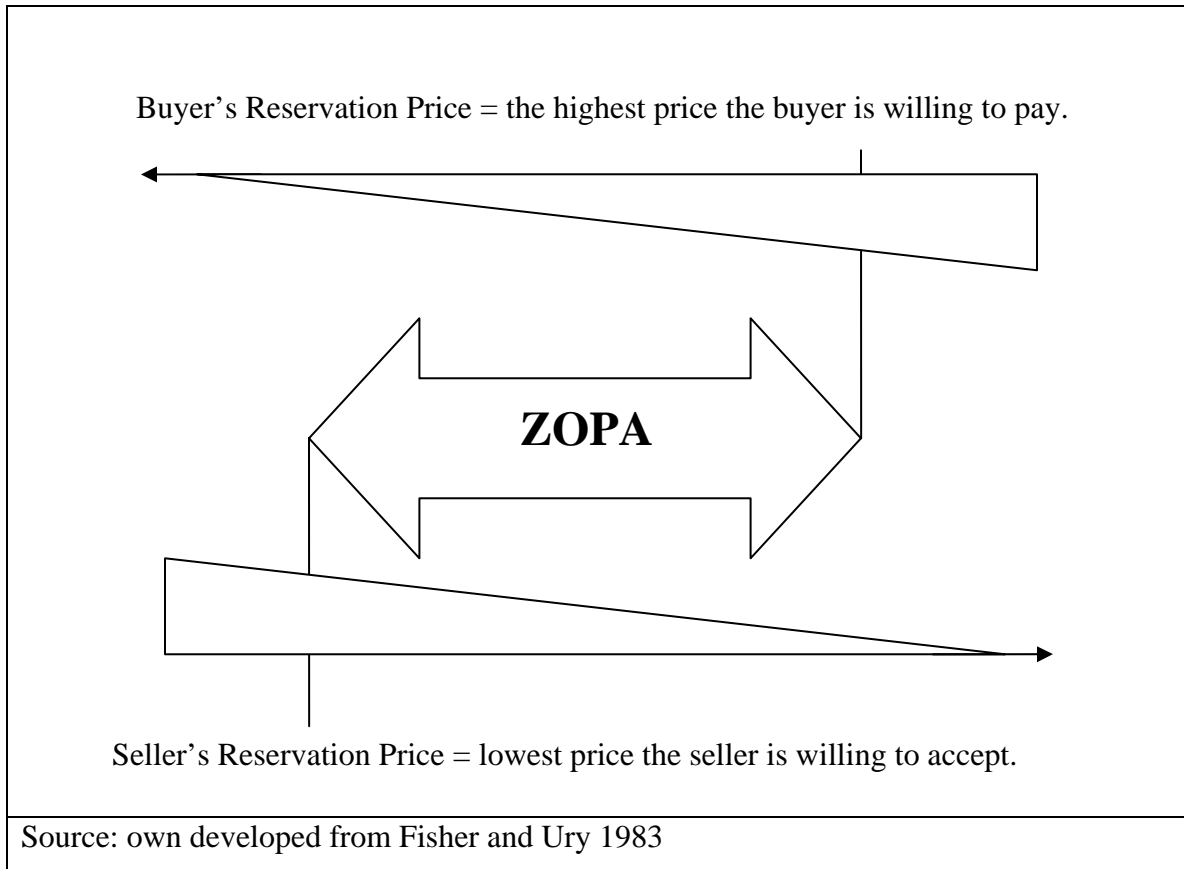 Buyer’s Reservation Price = the highest price the buyer is willing to pay.
ZOPA
Seller’s Reservation Price = lowest price the seller is willing to accept.
Source: own developed from Fisher and Ury 1983